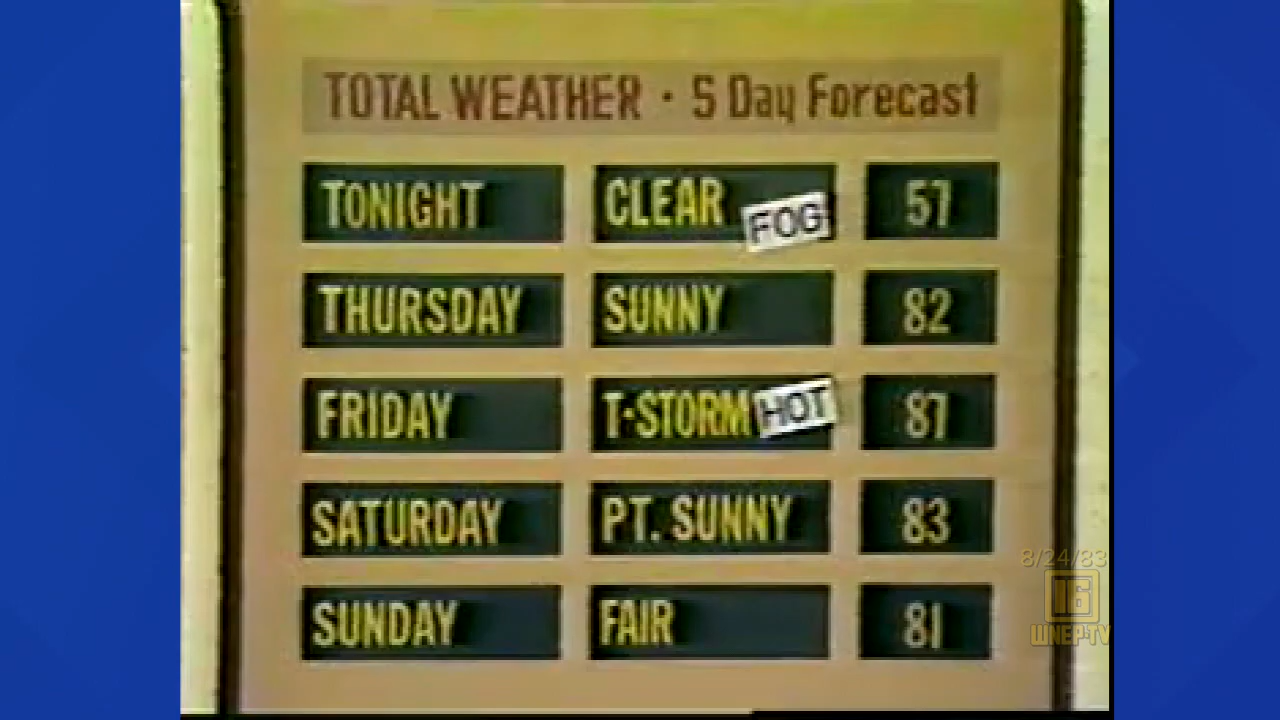 TOTAL WEATHER · 5 Day Forecast
TONIGHT CLEAR FOG 57
THURSDAY SUNNY 82
FRIDAY T-STORM HOT 87
SATURDAY PT. SUNNY 83
SUNDAY FAIR 81
8/24/83
16
WNEP-TV